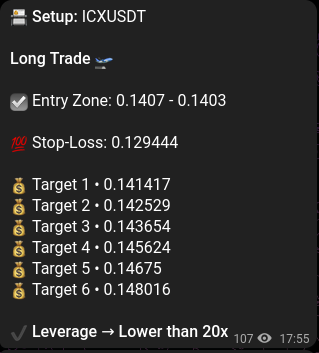 Setup: ICXUSDT
Long Trade
Entry Zone: 0.1407 - 0.1403
💯 Stop-Loss: 0.129444
Target 1 • 0.141417
Target 2 • 0.142529
Target 3 • 0.143654
Target 4 • 0.145624
Target 5 • 0.14675
Target 6 • 0.148016
Leverage → Lower than 20x 107 17:55